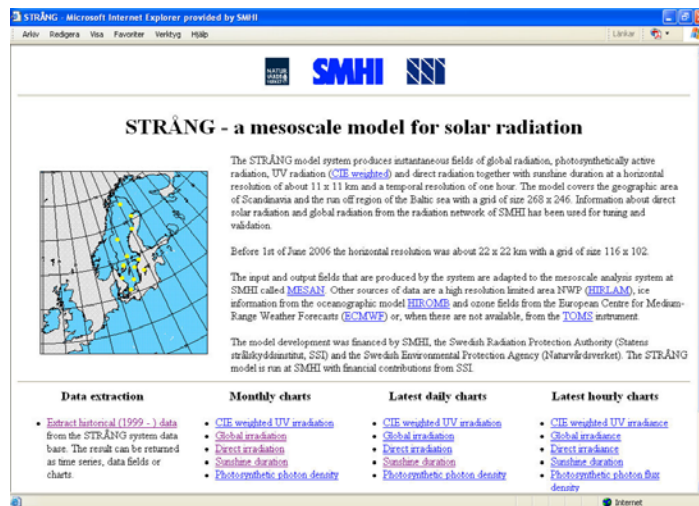 STRÅNG - Microsoft Internet Explorer provided by SMHI
Arkiv Redigera Visa Favoriter Verktyg Hjälp
Länkar
NATUR VÅRDS VERKET SMHI SSI
STRÅNG - a mesoscale model for solar radiation
The STRÅNG model system produces instantaneous fields of global radiation, photosynthetically active
radiation, UV radiation (CIE weighted) and direct radiation together with sunshine duration at a horizontal
resolution of about 11 x 11 km and a temporal resolution of one hour. The model covers the geographic area
of Scandinavia and the run off region of the Baltic sea with a grid of size 268 x 246. Information about direct
solar radiation and global radiation from the radiation network of SMHI has been used for tuning and
validation.
Before 1st of June 2006 the horizontal resolution was about 22 x 22 km with a grid of size 116 x 102.
The input and output fields that are produced by the system are adapted to the mesoscale analysis system at
SMHI called MESAN. Other sources of data are a high resolution limited area NWP (HIRLAM), ice
information from the oceanographic model HIROMB and ozone fields from the European Centre for Medium-
Range Weather Forecasts (ECMWF) or, when these are not available, from the TOMS instrument.
The model development was financed by SMHI, the Swedish Radiation Protection Authority (Statens
strålskyddsinstitut, SSI) and the Swedish Environmental Protection Agency (Naturvårdsverket). The STRÅNG
model is run at SMHI with financial contributions from SSI.
Data extraction
Extract historical (1999 - ) data
from the STRÅNG system data
base. The result can be returned
as time series, data fields or
charts.
Monthly charts
CIE weighted UV irradiation
Global irradiation
Direct irradiation
Sunshine duration
Photosynthetic photon density
Latest daily charts
CIE weighted UV irradiation
Global irradiation
Direct irradiation
Sunshine duration
Photosynthetic photon density
Latest hourly charts
CIE weighted UV irradiance
Global irradiance
Direct irradiance
Sunshine duration
Photosynthetic photon flux
density
Internet